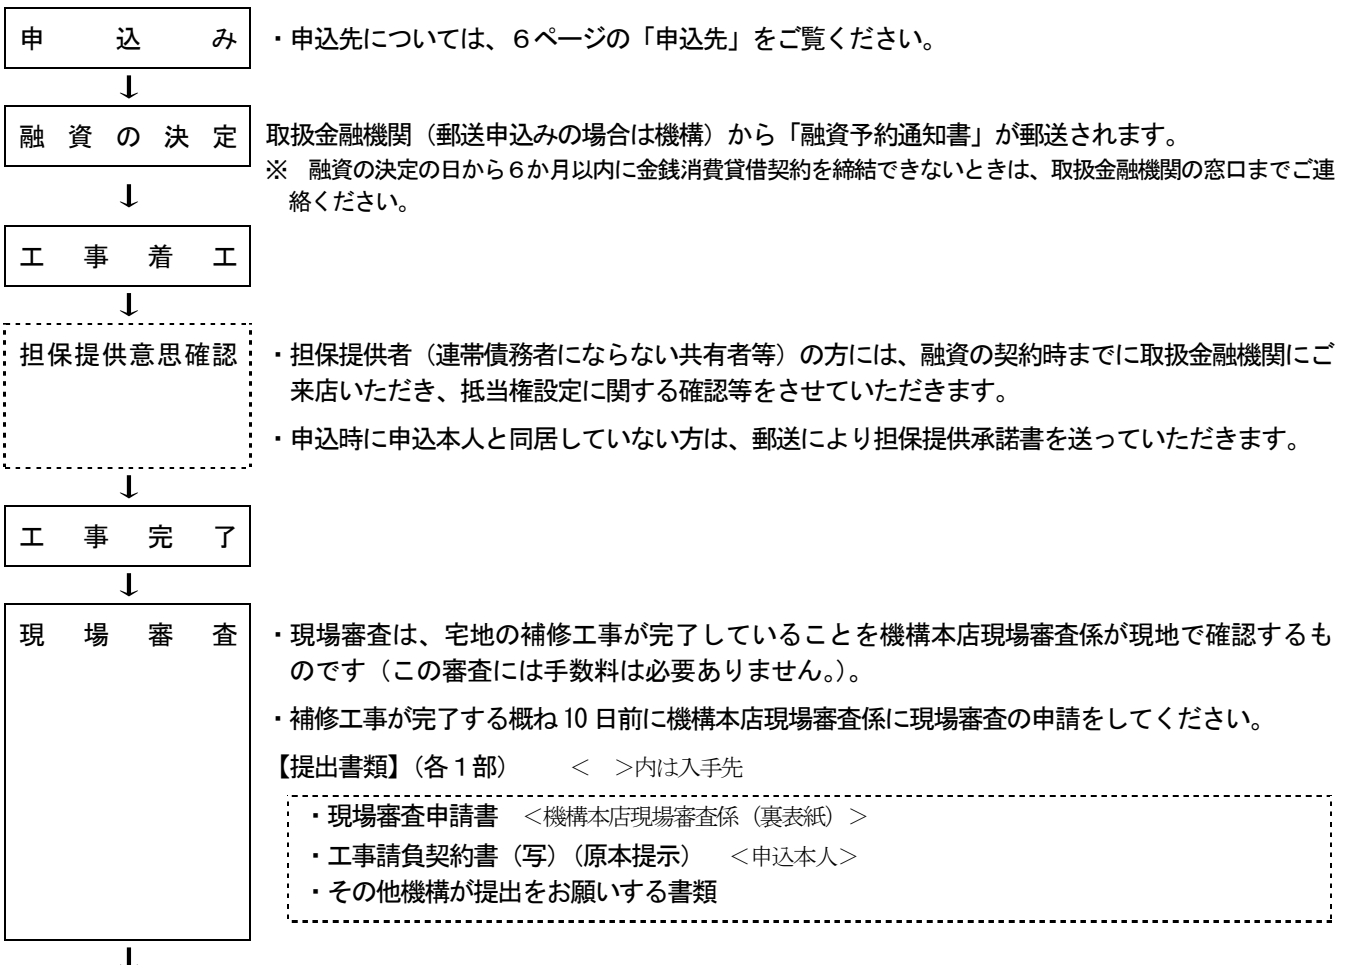 申込み
・申込先については、６ページの「申込先」をご覧ください。
↓
融資の決定
取扱金融機関（郵送申込みの場合は機構）から「融資予約通知書」が郵送されます。
※　融資の決定の日から６か月以内に金銭消費貸借契約を締結できないときは、取扱金融機関の窓口までご連
絡ください。
↓
工事着工
↓
担保提供意思確認
・担保提供者（連帯債務者にならない共有者等）の方には、融資の契約時までに取扱金融機関にご
来店いただき、抵当権設定に関する確認等をさせていただきます。
・申込時に申込本人と同居していない方は、郵送により担保提供承諾書を送っていただきます。
↓
工事完了
↓
現場審査
・現場審査は、宅地の補修工事が完了していることを機構本店現場審査係が現地で確認するも
のです（この審査には手数料は必要ありません。）。
・補修工事が完了する概ね 10 日前に機構本店現場審査係に現場審査の申請をしてください。
【提出書類】（各１部）　＜　＞内は入手先
・現場審査申請書　＜機構本店現場審査係（裏表紙）＞
・工事請負契約書（写）（原本提示）　＜申込本人＞
・その他機構が提出をお願いする書類
↓